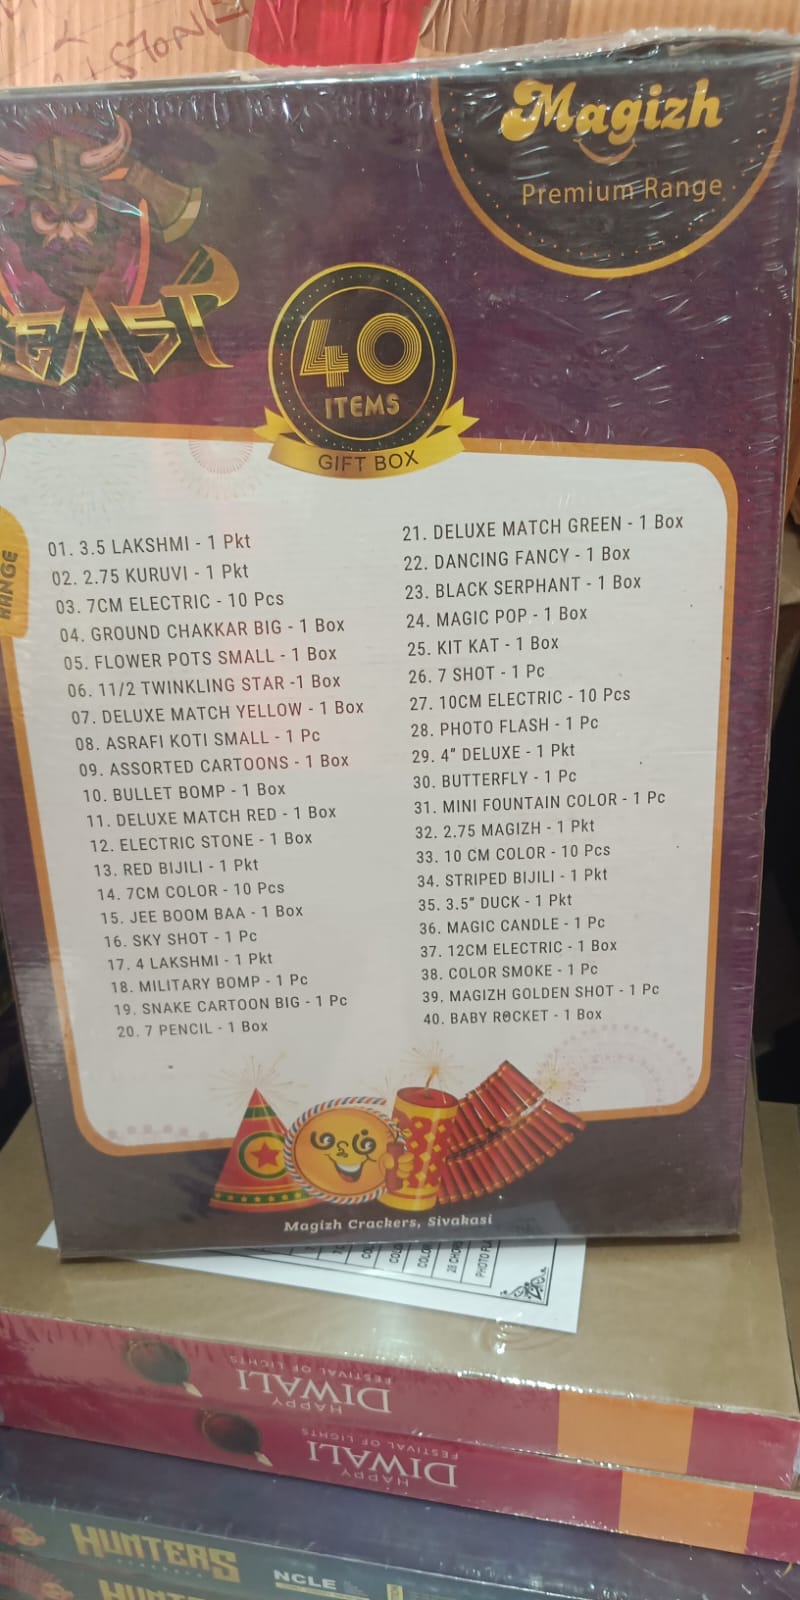 STONE
Magizh
Premium Range
BEAST
40
ITEMS
GIFT BOX
RANGE
01. 3.5 LAKSHMI - 1 Pkt
02. 2.75 KURUVI - 1 Pkt
03. 7CM ELECTRIC - 10 Pcs
04. GROUND CHAKKAR BIG - 1 Box
05. FLOWER POTS SMALL - 1 Box
06. 11/2 TWINKLING STAR -1 Box
07. DELUXE MATCH YELLOW - 1 Box
08. ASRAFI KOTI SMALL - 1 Pc
09. ASSORTED CARTOONS - 1 Box
10. BULLET BOMP - 1 Box
11. DELUXE MATCH RED - 1 Box
12. ELECTRIC STONE - 1 Box
13. RED BIJILI - 1 Pkt
14. 7CM COLOR - 10 Pcs
15. JEE BOOM BAA - 1 Box
16. SKY SHOT - 1 Pc
17. 4 LAKSHMI - 1 Pkt
18. MILITARY BOMP - 1 Pc
19. SNAKE CARTOON BIG - 1 Pc
20. 7 PENCIL - 1 Box
21. DELUXE MATCH GREEN - 1 Box
22. DANCING FANCY - 1 Box
23. BLACK SERPHANT - 1 Box
24. MAGIC POP - 1 Box
25. KIT KAT - 1 Box
26. 7 SHOT - 1 Pc
27. 10CM ELECTRIC - 10 Pcs
28. PHOTO FLASH - 1 Pc
29. 4" DELUXE - 1 Pkt
30. BUTTERFLY - 1 Pc
31. MINI FOUNTAIN COLOR - 1 Pc
32. 2.75 MAGIZH - 1 Pkt
33. 10 CM COLOR - 10 Pcs
34. STRIPED BIJILI - 1 Pkt
35. 3.5" DUCK - 1 Pkt
36. MAGIC CANDLE - 1 Pc
37. 12CM ELECTRIC - 1 Box
38. COLOR SMOKE - 1 Pc
39. MAGIZH GOLDEN SHOT - 1 Pc
40. BABY ROCKET - 1 Box
Magizh Crackers, Sivakasi
COLO
COLOR
28 CHOR
PHOTO FLA
HAPPY
DIWALI
FESTIVAL OF LIGHTS
HAPPY
DIWALI
FESTIVAL OF LIGHTS
HUNTERS
NCLE
HUNTERS